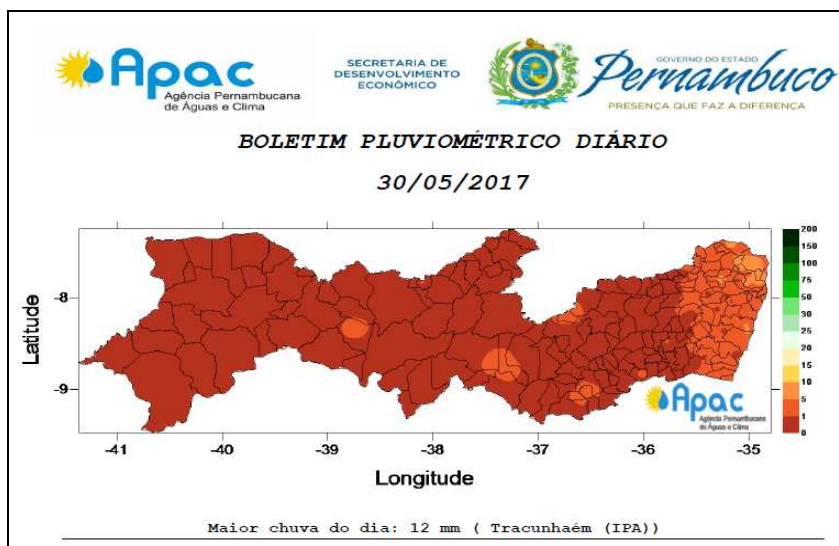 Apac
Agência Pernambucana
de Águas e Clima
SECRETARIA DE
DESENVOLVIMENTO
ECONÔMICO
GOVERNO DO ESTADO
Pernambuco
PRESENÇA QUE FAZ A DIFERENÇA
BOLETIM PLUVIOMÉTRICO DIÁRIO
30/05/2017
200
150
100
75
50
30
25
20
15
10
5
1
0
Latitude
-8
-9
Apac
Agência Pernambucana
de Águas e Clima
-41
-40
-39
-38
-37
-36
-35
Longitude
Maior chuva do dia: 12 mm ( Tracunhaém (IPA))